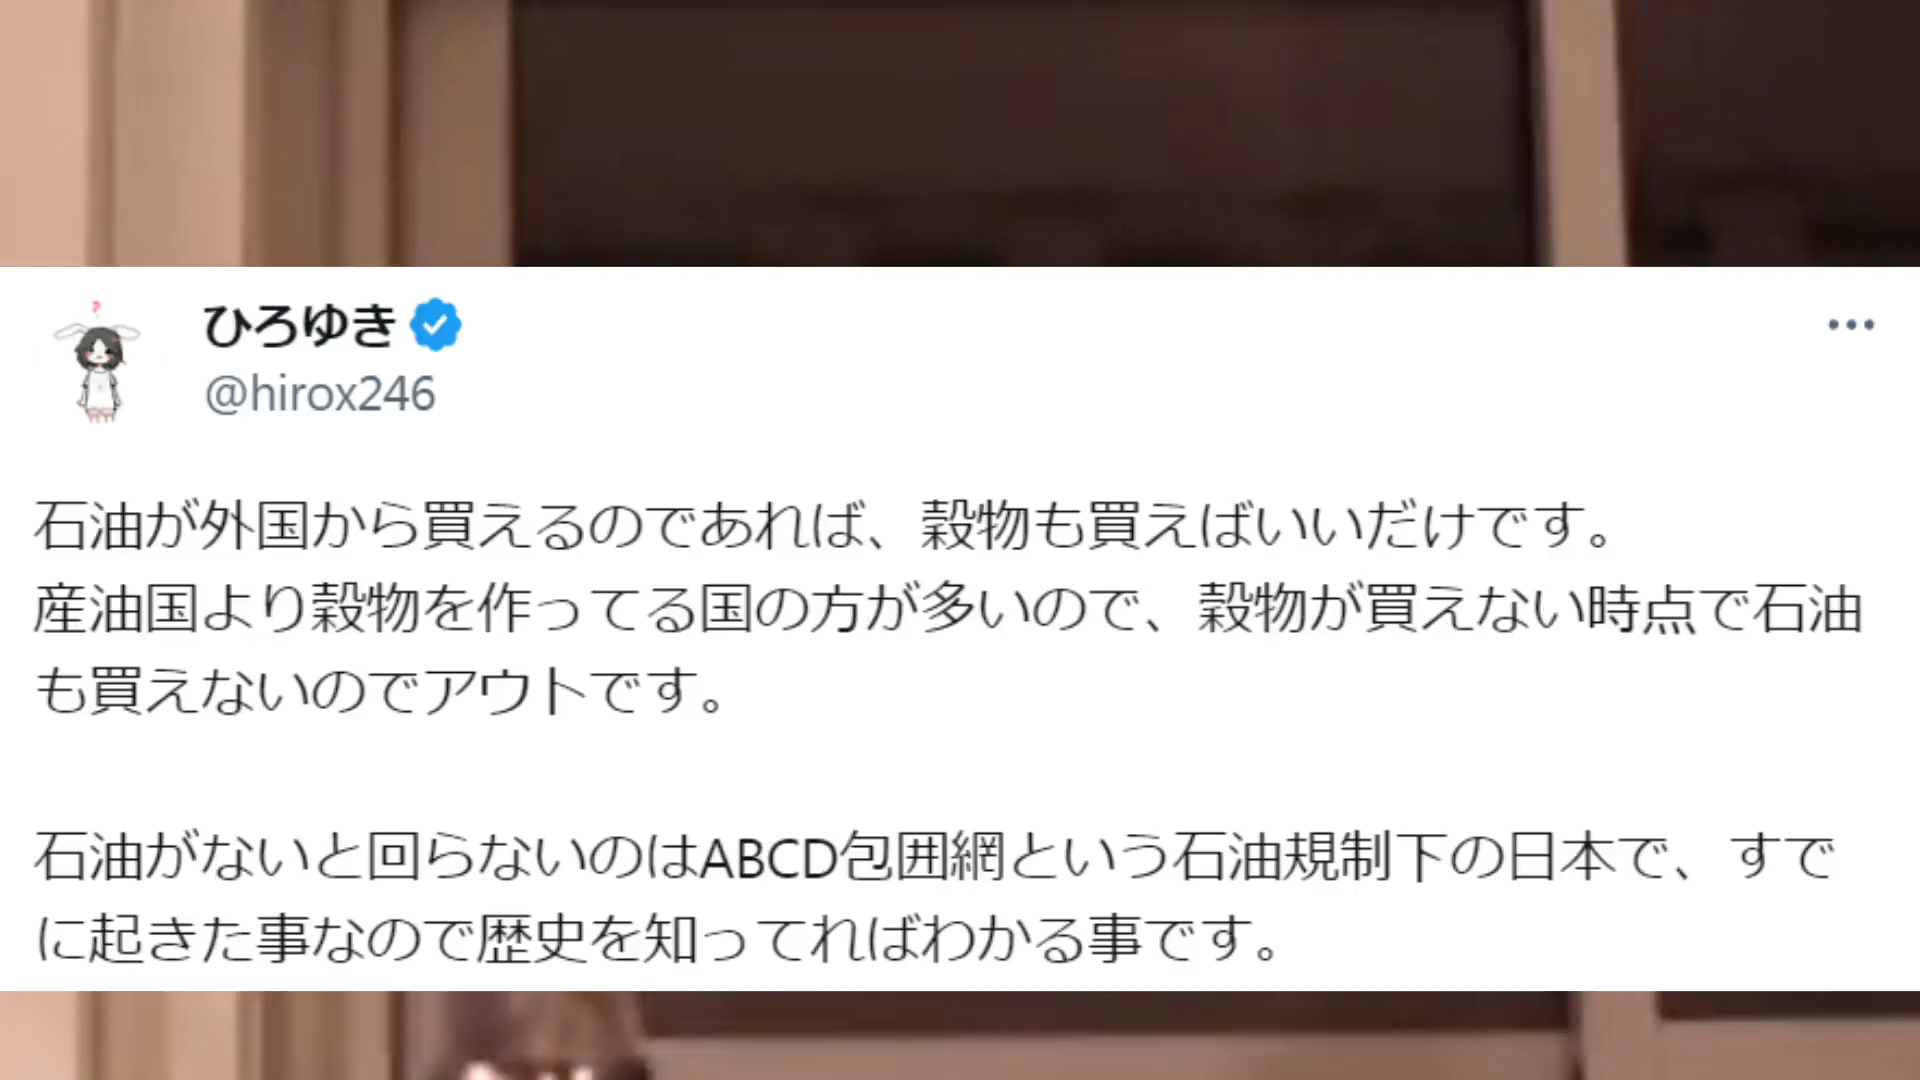 ひろゆき
@hirox246
石油が外国から買えるのであれば、穀物も買えばいいだけです。
産油国より穀物を作ってる国の方が多いので、穀物が買えない時点で石油
も買えないのでアウトです。
石油がないと回らないのはABCD包囲網という石油規制下の日本で、すで
に起きた事なので歴史を知ってればわかる事です。